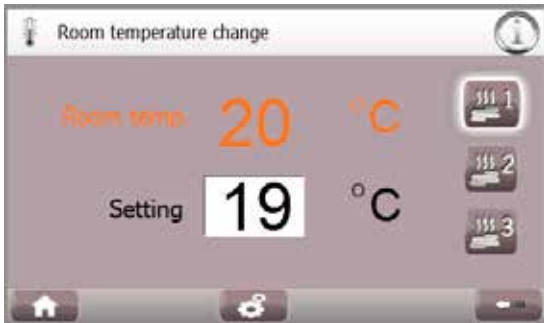 Room temperature change
Room temp. 20 °C
1
2
Setting 19 °C
3